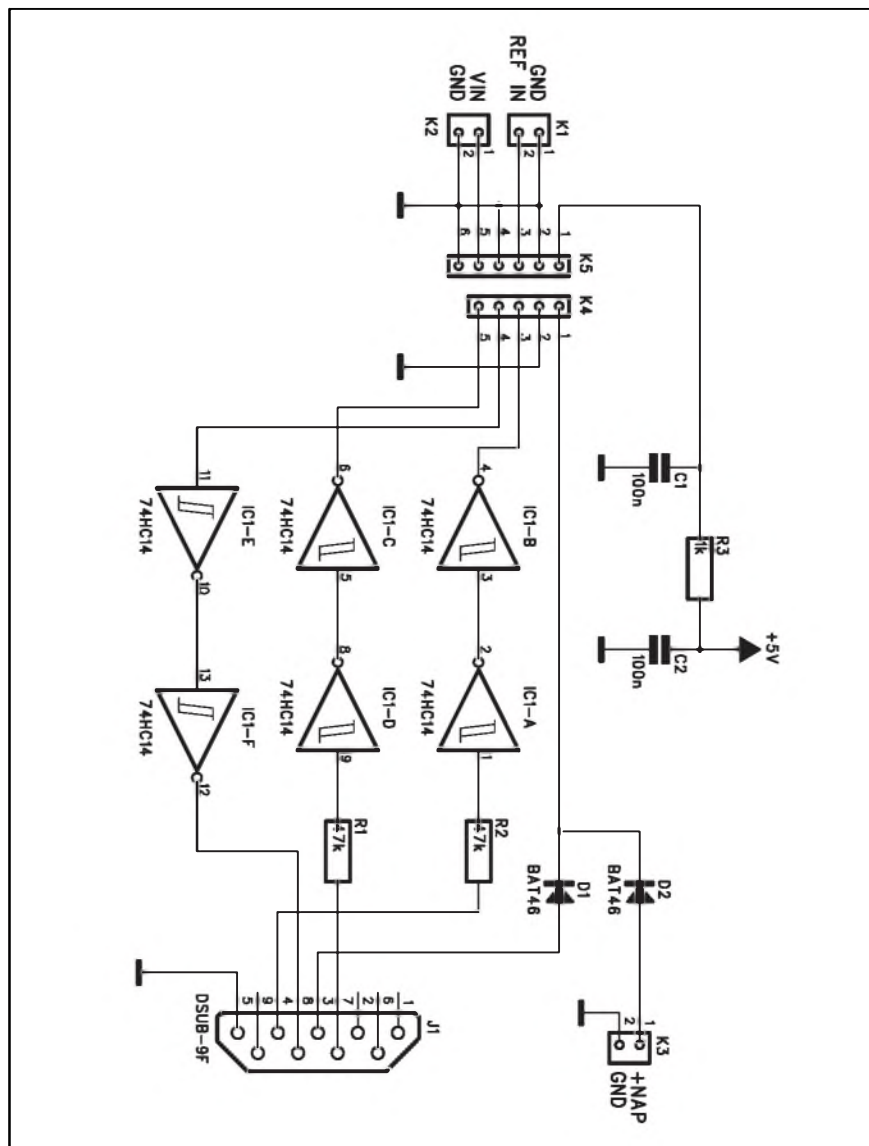 +5V
R3
1k
C1
100n
C2
100n
D2
BAT46
D1
BAT46
K3
1
2
+NAP
GND
K1
1
2
GND
REF IN
K2
1
2
VIN
GND
K5
1
2
3
4
5
6
K4
1
2
3
4
5
IC1-B
4
3
74HC14
IC1-A
2
1
74HC14
R2
47k
IC1-C
6
5
74HC14
IC1-D
8
9
74HC14
R1
47k
IC1-E
11
10
74HC14
IC1-F
13
12
74HC14
J1
1
6
2
7
3
8
4
9
5
DSUB-9F